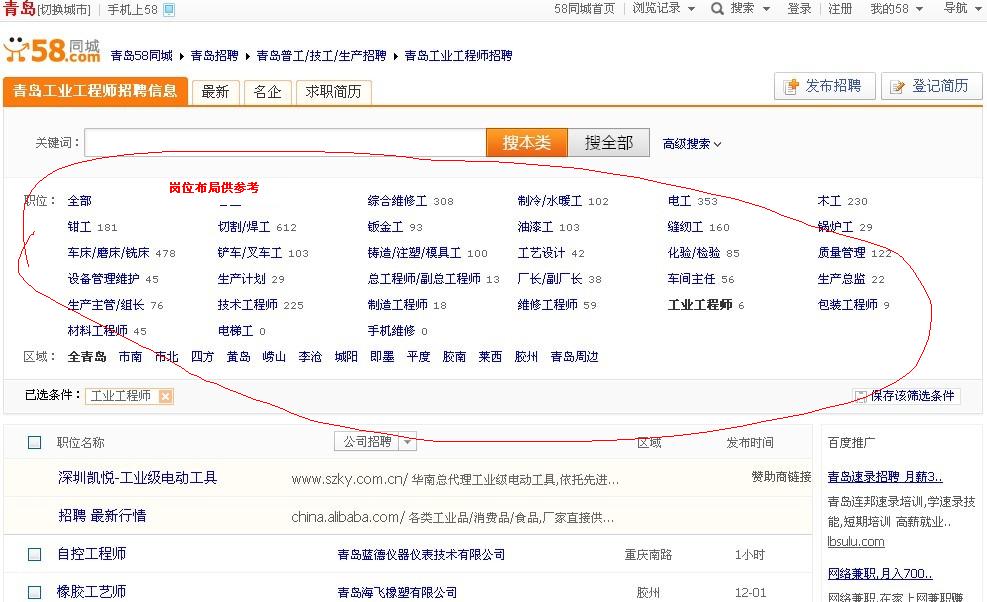 青岛[切换城市] | 手机上58 58同城首页 | 浏览记录 搜索 登录 | 注册 我的58 导航
58同城.com 青岛58同城 青岛招聘 青岛普工/技工/生产招聘 青岛工业工程师招聘
青岛工业工程师招聘信息 最新 名企 求职简历 发布招聘 登记简历
关键词： 搜本类 搜全部 高级搜索
岗位布局供参考
职位： 全部 综合维修工 308 制冷/水暖工 102 电工 353 木工 230
钳工 181 切割/焊工 612 钣金工 93 油漆工 103 缝纫工 160 锅炉工 29
车床/磨床/铣床 478 铲车/叉车工 103 铸造/注塑/模具工 100 工艺设计 42 化验/检验 85 质量管理 122
设备管理维护 45 生产计划 29 总工程师/副总工程师 13 厂长/副厂长 38 车间主任 56 生产总监 22
生产主管/组长 76 技术工程师 225 制造工程师 18 维修工程师 59 工业工程师 6 包装工程师 9
材料工程师 45 电梯工 0 手机维修 0
区域： 全青岛 市南 市北 四方 黄岛 崂山 李沧 城阳 即墨 平度 胶南 莱西 胶州 青岛周边
已选条件： 工业工程师 保存该筛选条件
职位名称 公司招聘 区域 发布时间 百度推广
深圳凯悦-工业级电动工具 www.szky.com.cn/ 华南总代理工业级电动工具,依托先进... 赞助商链接
招聘 最新行情 china.alibaba.com/ 各类工业品/消费品/食品,厂家直接供...
自控工程师 青岛蓝德仪器仪表技术有限公司 重庆南路 1小时
橡胶工艺师 青岛海飞橡塑有限公司 胶州 12-01
青岛速录招聘 月薪3..
青岛连邦速录培训,学速录技
能,短期培训 高薪就业..
lbsulu.com
网络兼职,月入700..
网络兼职,在家上网兼职赚